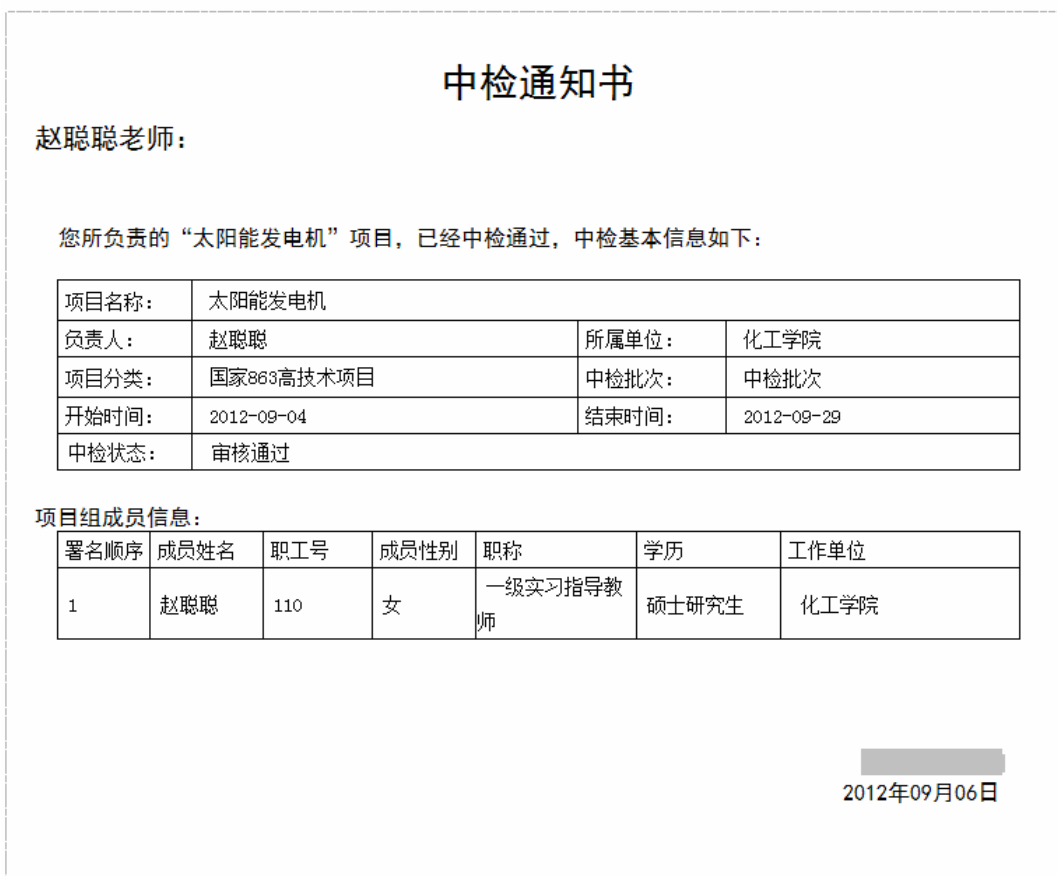 中检通知书
赵聪聪老师：
您所负责的“太阳能发电机”项目，已经中检通过，中检基本信息如下：
项目名称： 太阳能发电机
负责人： 赵聪聪 所属单位： 化工学院
项目分类： 国家863高技术项目 中检批次： 中检批次
开始时间： 2012-09-04 结束时间： 2012-09-29
中检状态： 审核通过
项目组成员信息：
署名顺序 成员姓名 职工号 成员性别 职称 学历 工作单位
1 赵聪聪 110 女 一级实习指导教师 硕士研究生 化工学院
2012年09月06日